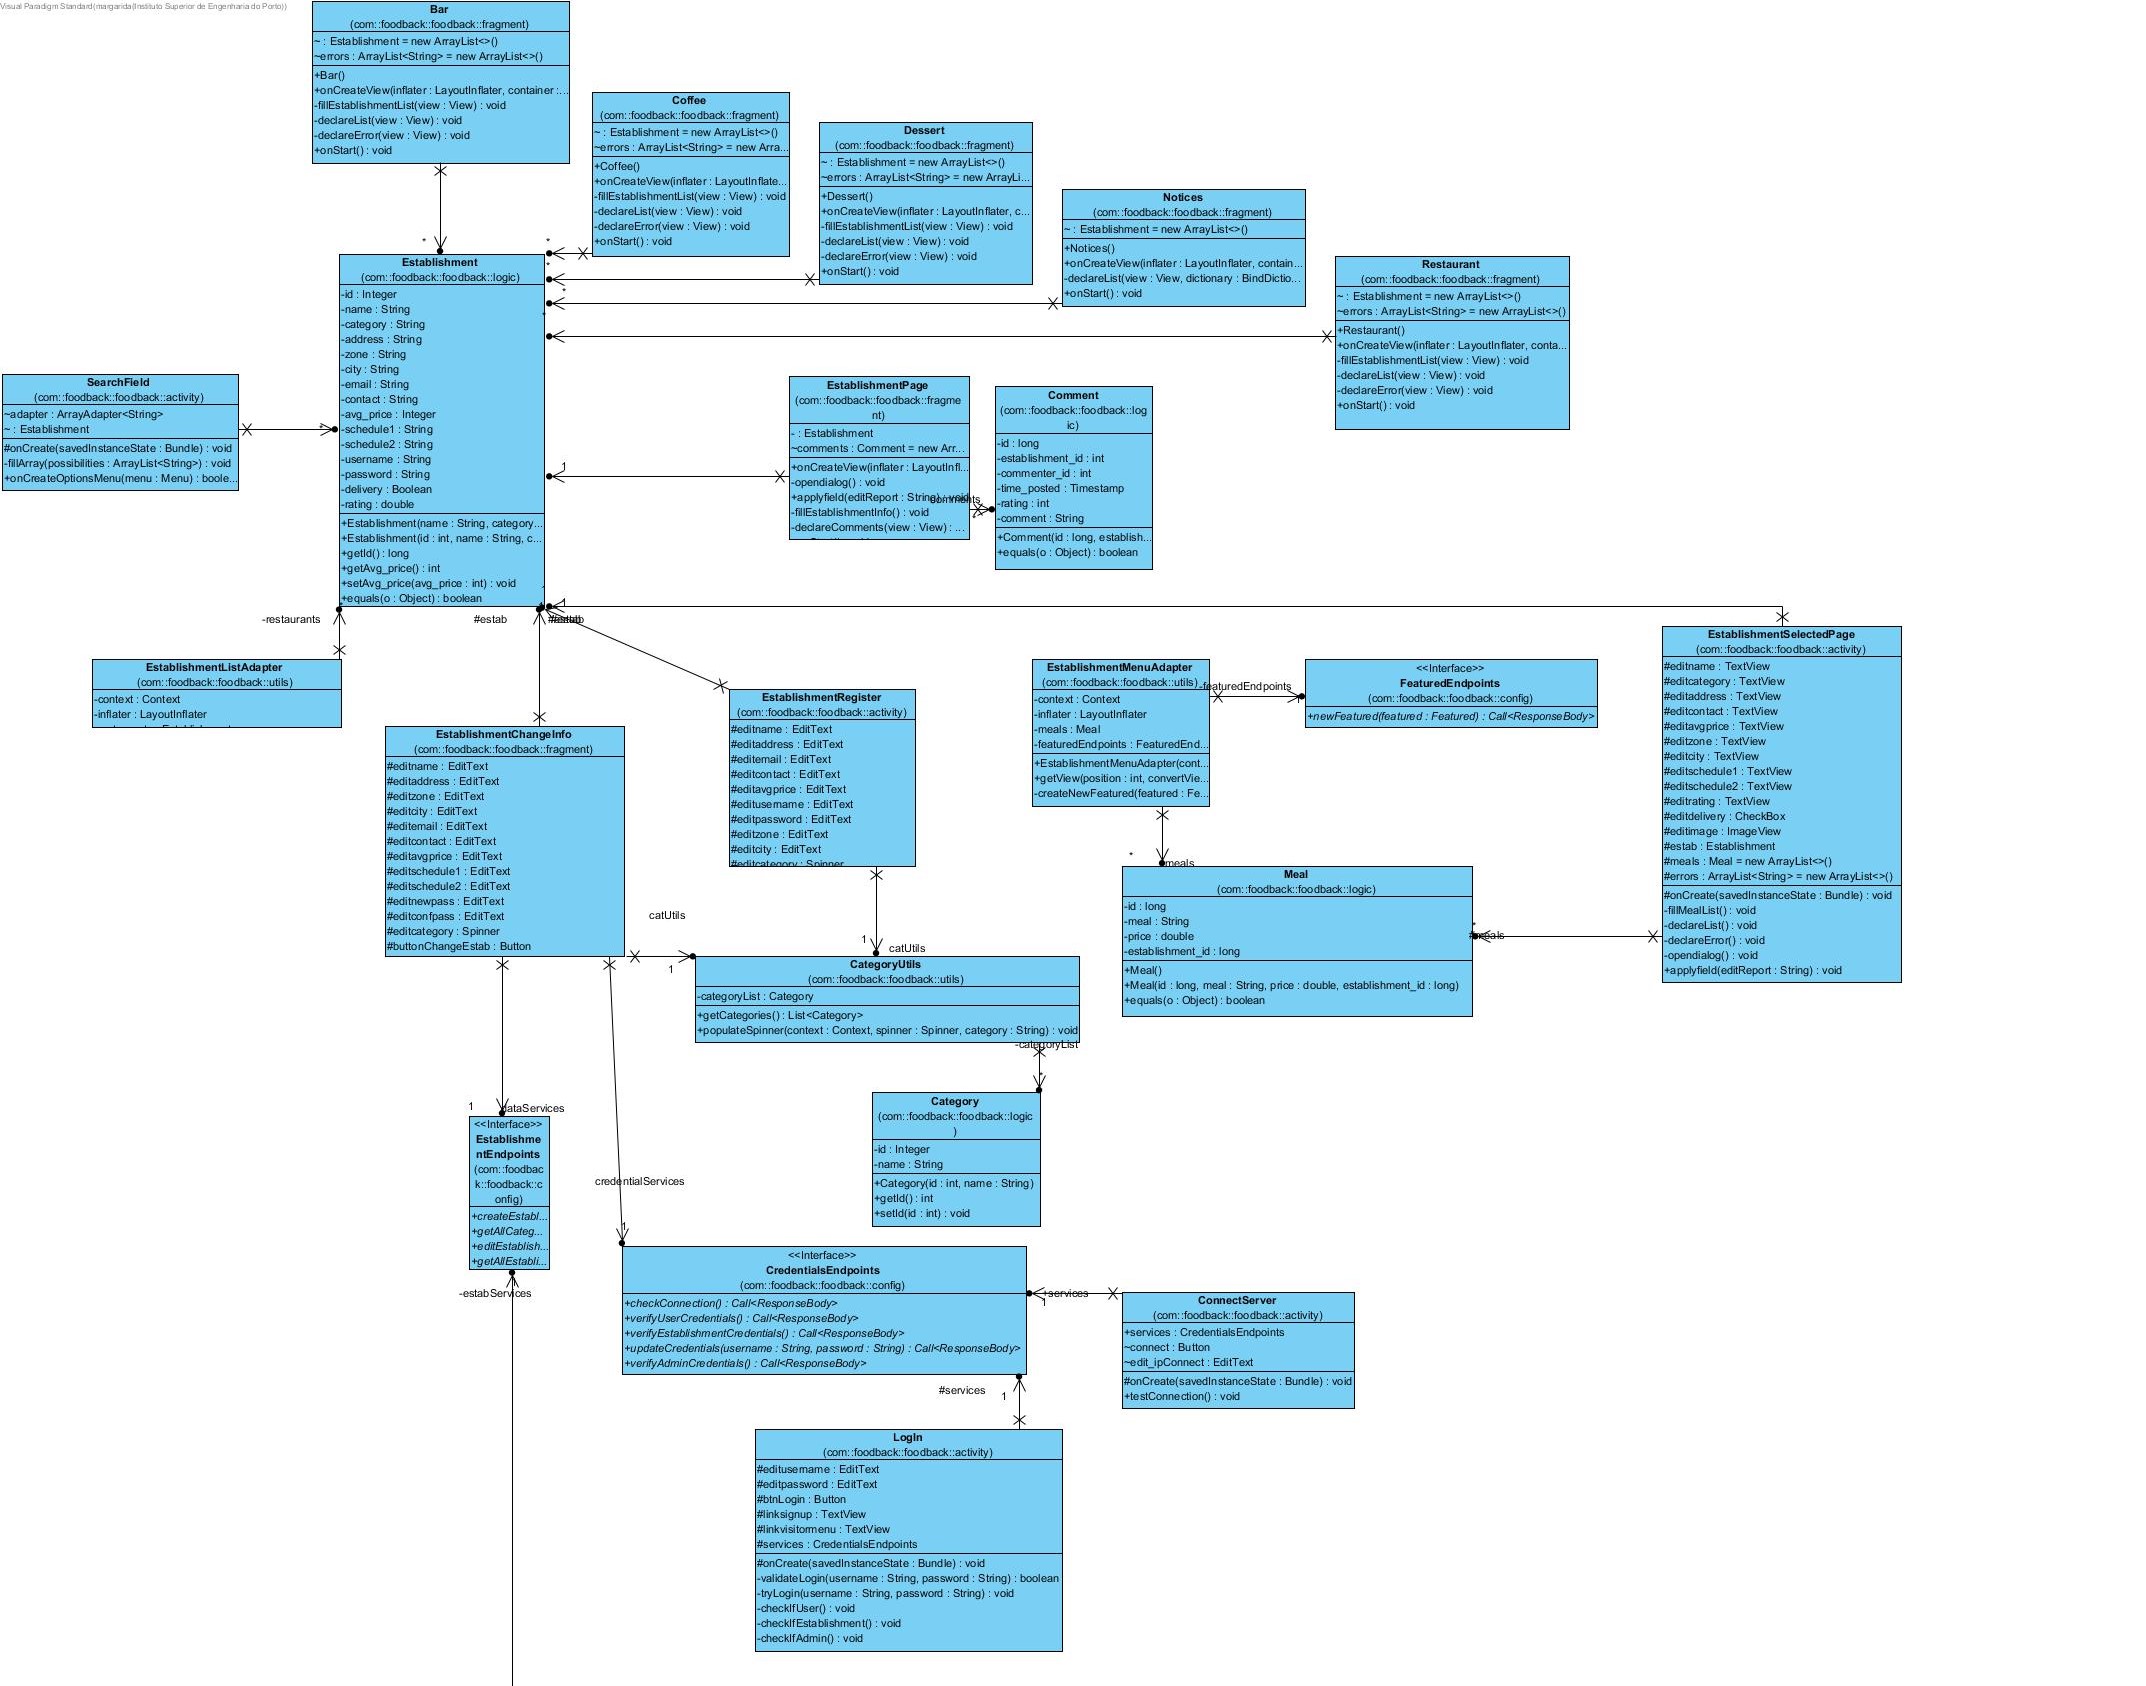 Visual Paradigm Standard(margarida(Instituto Superior de Engenharia do Porto))
Bar
(com::foodback::foodback::fragment)
~ : Establishment = new ArrayList<>()
~errors : ArrayList<String> = new ArrayList<>()
+Bar()
+onCreateView(inflater : LayoutInflater, container :...
-fillEstablishmentList(view : View) : void
-declareList(view : View) : void
-declareError(view : View) : void
+onStart() : void
Coffee
(com::foodback::foodback::fragment)
~ : Establishment = new ArrayList<>()
~errors : ArrayList<String> = new Arra...
+Coffee()
+onCreateView(inflater : LayoutInflate...
-fillEstablishmentList(view : View) : void
-declareList(view : View) : void
-declareError(view : View) : void
+onStart() : void
Dessert
(com::foodback::foodback::fragment)
~ : Establishment = new ArrayList<>()
~errors : ArrayList<String> = new ArrayLi...
+Dessert()
+onCreateView(inflater : LayoutInflater, c...
-fillEstablishmentList(view : View) : void
-declareList(view : View) : void
-declareError(view : View) : void
+onStart() : void
Notices
(com::foodback::foodback::fragment)
~ : Establishment = new ArrayList<>()
+Notices()
+onCreateView(inflater : LayoutInflater, contain...
-declareList(view : View, dictionary : BindDictio...
+onStart() : void
Restaurant
(com::foodback::foodback::fragment)
~ : Establishment = new ArrayList<>()
~errors : ArrayList<String> = new ArrayList<>()
+Restaurant()
+onCreateView(inflater : LayoutInflater, conta...
-fillEstablishmentList(view : View) : void
-declareList(view : View) : void
-declareError(view : View) : void
+onStart() : void
*
*
*
*
*
Establishment
(com::foodback::foodback::logic)
-id : Integer
-name : String
-category : String
-address : String
-zone : String
-city : String
-email : String
-contact : String
-avg_price : Integer
-schedule1 : String
-schedule2 : String
-username : String
-password : String
-delivery : Boolean
-rating : double
+Establishment(name : String, category...
+Establishment(id : int, name : String, c...
+getId() : long
+getAvg_price() : int
+setAvg_price(avg_price : int) : void
+equals(o : Object) : boolean
SearchField
(com::foodback::foodback::activity)
~adapter : ArrayAdapter<String>
~ : Establishment
#onCreate(savedInstanceState : Bundle) : void
-fillArray(possibilities : ArrayList<String>) : void
+onCreateOptionsMenu(menu : Menu) : boole...
*
EstablishmentPage
(com::foodback::foodback::fragme
nt)
- : Establishment
~comments : Comment = new Arr...
+onCreateView(inflater : LayoutInfl...
-opendialog() : void
+applyfield(editReport : String) : void
-fillEstablishmentInfo() : void
-declareComments(view : View) : ...
1
comments
*
Comment
(com::foodback::foodback::log
ic)
-id : long
-establishment_id : int
-commenter_id : int
-time_posted : Timestamp
-rating : int
-comment : String
+Comment(id : long, establish...
+equals(o : Object) : boolean
-restaurants
#estab
1
EstablishmentListAdapter
(com::foodback::foodback::utils)
-context : Context
-inflater : LayoutInflater
EstablishmentChangeInfo
(com::foodback::foodback::fragment)
#editname : EditText
#editaddress : EditText
#editzone : EditText
#editcity : EditText
#editemail : EditText
#editcontact : EditText
#editavgprice : EditText
#editschedule1 : EditText
#editschedule2 : EditText
#editnewpass : EditText
#editconfpass : EditText
#editcategory : Spinner
#buttonChangeEstab : Button
EstablishmentRegister
(com::foodback::foodback::activity)
#editname : EditText
#editaddress : EditText
#editemail : EditText
#editcontact : EditText
#editavgprice : EditText
#editusername : EditText
#editpassword : EditText
#editzone : EditText
#editcity : EditText
#editcategory : Spinner
EstablishmentMenuAdapter
(com::foodback::foodback::utils)
-context : Context
-inflater : LayoutInflater
-meals : Meal
-featuredEndpoints : FeaturedEnd...
+EstablishmentMenuAdapter(cont...
+getView(position : int, convertVie...
-createNewFeatured(featured : Fe...
-featuredEndpoints
<<Interface>>
FeaturedEndpoints
(com::foodback::foodback::config)
+newFeatured(featured : Featured) : Call<ResponseBody>
EstablishmentSelectedPage
(com::foodback::foodback::activity)
#editname : TextView
#editcategory : TextView
#editaddress : TextView
#editcontact : TextView
#editavgprice : TextView
#editzone : TextView
#editcity : TextView
#editschedule1 : TextView
#editschedule2 : TextView
#editrating : TextView
#editdelivery : CheckBox
#editimage : ImageView
#estab : Establishment
#meals : Meal = new ArrayList<>()
#errors : ArrayList<String> = new ArrayList<>()
#onCreate(savedInstanceState : Bundle) : void
-fillMealList() : void
-declareList() : void
-declareError() : void
-opendialog() : void
+applyfield(editReport : String) : void
*
-meals
Meal
(com::foodback::foodback::logic)
-id : long
-meal : String
-price : double
-establishment_id : long
+Meal()
+Meal(id : long, meal : String, price : double, establishment_id : long)
+equals(o : Object) : boolean
*
#meals
catUtils
1
1
catUtils
CategoryUtils
(com::foodback::foodback::utils)
-categoryList : Category
+getCategories() : List<Category>
+populateSpinner(context : Context, spinner : Spinner, category : String) : void
-categoryList
*
Category
(com::foodback::foodback::logic
)
-id : Integer
-name : String
+Category(id : int, name : String)
+getId() : int
+setId(id : int) : void
1
dataServices
<<Interface>>
Establishme
ntEndpoints
(com::foodbac
k::foodback::c
onfig)
+createEstabl...
+getAllCateg...
+editEstablish...
+getAllEstabli...
-estabServices
credentialServices
1
<<Interface>>
CredentialsEndpoints
(com::foodback::foodback::config)
+checkConnection() : Call<ResponseBody>
+verifyUserCredentials() : Call<ResponseBody>
+verifyEstablishmentCredentials() : Call<ResponseBody>
+updateCredentials(username : String, password : String) : Call<ResponseBody>
+verifyAdminCredentials() : Call<ResponseBody>
+services
1
ConnectServer
(com::foodback::foodback::activity)
+services : CredentialsEndpoints
~connect : Button
~edit_ipConnect : EditText
#onCreate(savedInstanceState : Bundle) : void
+testConnection() : void
#services
1
LogIn
(com::foodback::foodback::activity)
#editusername : EditText
#editpassword : EditText
#btnLogin : Button
#linksignup : TextView
#linkvisitormenu : TextView
#services : CredentialsEndpoints
#onCreate(savedInstanceState : Bundle) : void
-validateLogin(username : String, password : String) : boolean
-tryLogin(username : String, password : String) : void
-checkIfUser() : void
-checkIfEstablishment() : void
-checkIfAdmin() : void